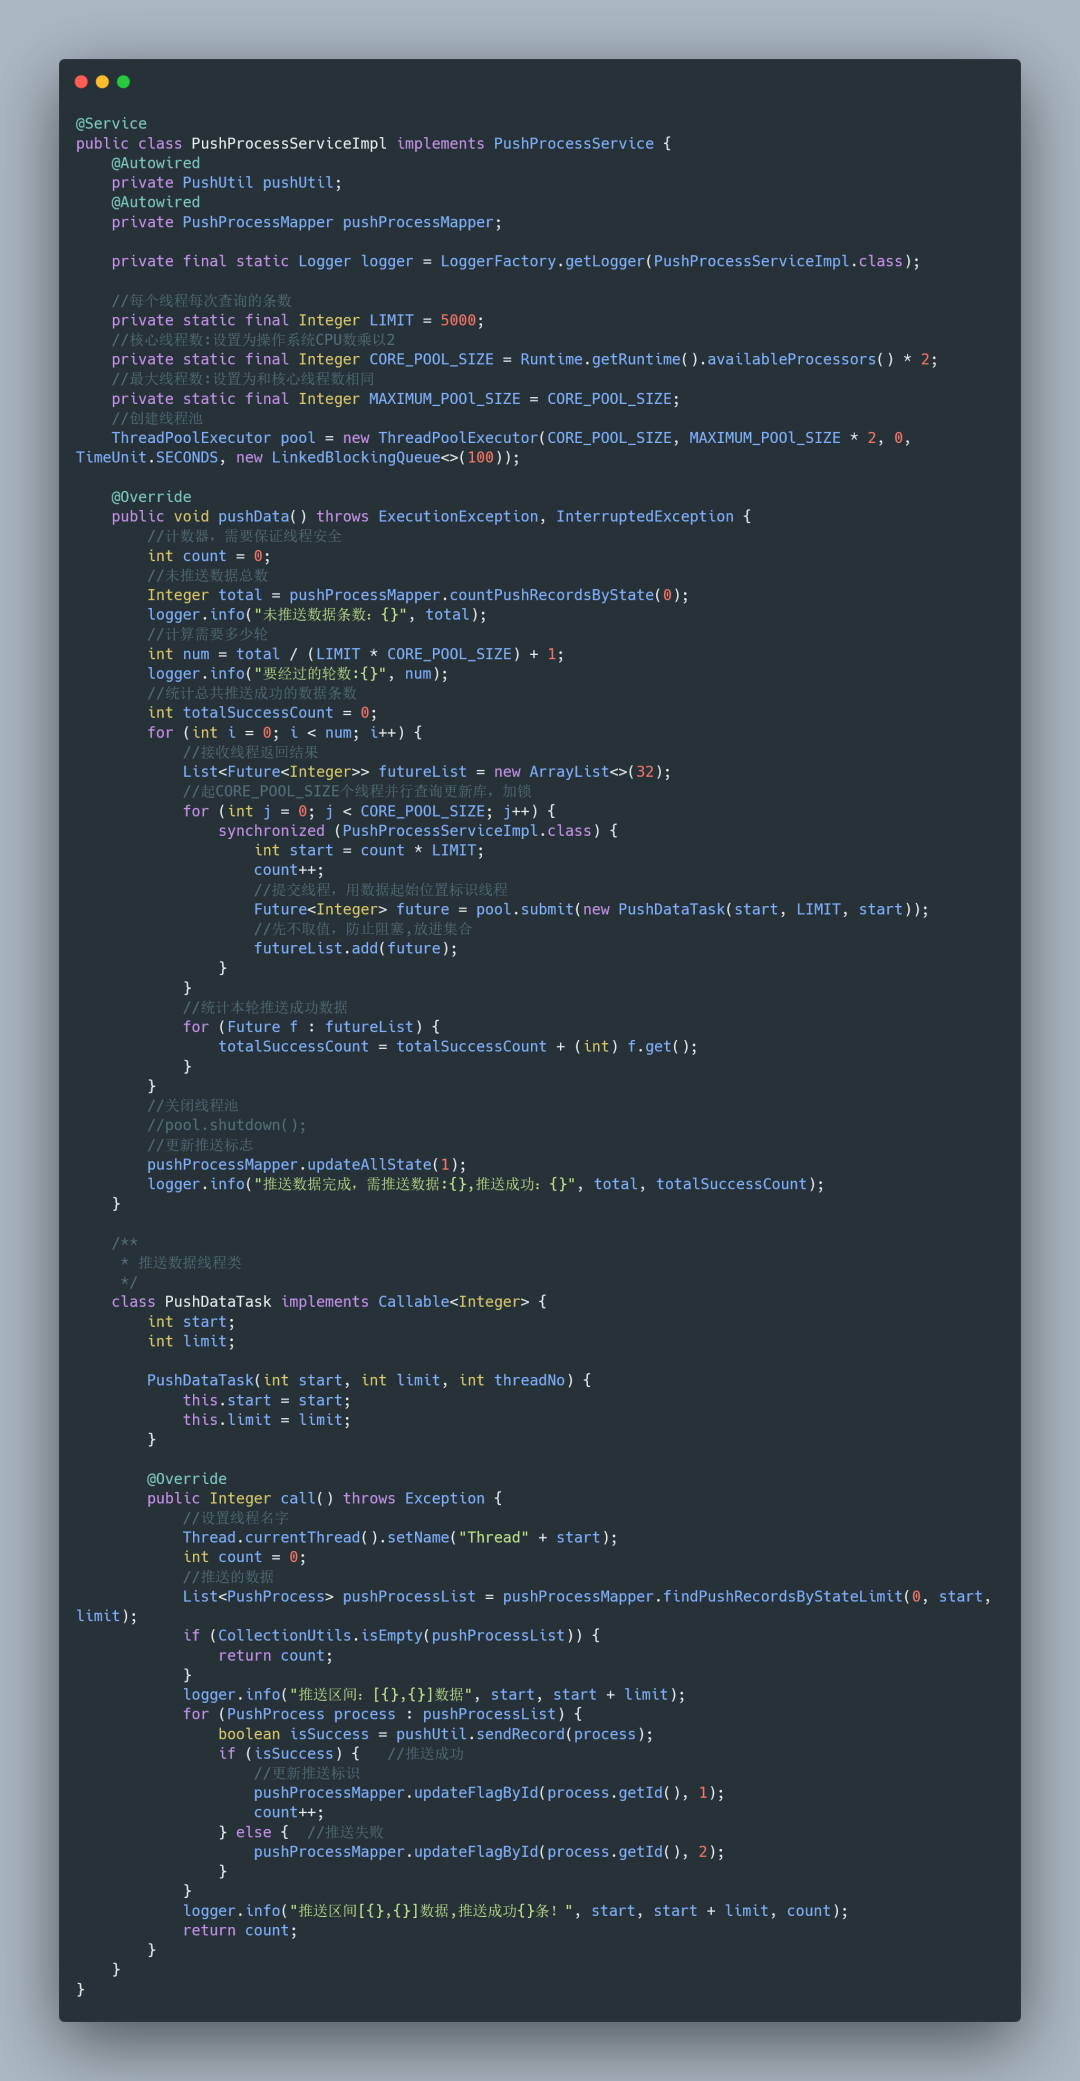 @Service
public class PushProcessServiceImpl implements PushProcessService {
    @Autowired
    private PushUtil pushUtil;
    @Autowired
    private PushProcessMapper pushProcessMapper;

    private final static Logger logger = LoggerFactory.getLogger(PushProcessServiceImpl.class);

    //每个线程每次查询的条数
    private static final Integer LIMIT = 5000;
    //核心线程数:设置为操作系统CPU数乘以2
    private static final Integer CORE_POOL_SIZE = Runtime.getRuntime().availableProcessors() * 2;
    //最大线程数:设置为和核心线程数相同
    private static final Integer MAXIMUM_POOl_SIZE = CORE_POOL_SIZE;
    //创建线程池
    ThreadPoolExecutor pool = new ThreadPoolExecutor(CORE_POOL_SIZE, MAXIMUM_POOl_SIZE * 2, 0,
TimeUnit.SECONDS, new LinkedBlockingQueue<>(100));

    @Override
    public void pushData() throws ExecutionException, InterruptedException {
        //计数器，需要保证线程安全
        int count = 0;
        //未推送数据总数
        Integer total = pushProcessMapper.countPushRecordsByState(0);
        logger.info("未推送数据条数：{}", total);
        //计算需要多少轮
        int num = total / (LIMIT * CORE_POOL_SIZE) + 1;
        logger.info("要经过的轮数:{}", num);
        //统计总共推送成功的数据条数
        int totalSuccessCount = 0;
        for (int i = 0; i < num; i++) {
            //接收线程返回结果
            List<Future<Integer>> futureList = new ArrayList<>(32);
            //起CORE_POOL_SIZE个线程并行查询更新库，加锁
            for (int j = 0; j < CORE_POOL_SIZE; j++) {
                synchronized (PushProcessServiceImpl.class) {
                    int start = count * LIMIT;
                    count++;
                    //提交线程，用数据起始位置标识线程
                    Future<Integer> future = pool.submit(new PushDataTask(start, LIMIT, start));
                    //先不取值，防止阻塞,放进集合
                    futureList.add(future);
                }
            }
            //统计本轮推送成功数据
            for (Future f : futureList) {
                totalSuccessCount = totalSuccessCount + (int) f.get();
            }
        }
        //关闭线程池
        //pool.shutdown();
        //更新推送标志
        pushProcessMapper.updateAllState(1);
        logger.info("推送数据完成，需推送数据:{},推送成功：{}", total, totalSuccessCount);
    }

    /**
     * 推送数据线程类
     */
    class PushDataTask implements Callable<Integer> {
        int start;
        int limit;

        PushDataTask(int start, int limit, int threadNo) {
            this.start = start;
            this.limit = limit;
        }

        @Override
        public Integer call() throws Exception {
            //设置线程名字
            Thread.currentThread().setName("Thread" + start);
            int count = 0;
            //推送的数据
            List<PushProcess> pushProcessList = pushProcessMapper.findPushRecordsByStateLimit(0, start,
limit);
            if (CollectionUtils.isEmpty(pushProcessList)) {
                return count;
            }
            logger.info("推送区间：[{},{}]数据", start, start + limit);
            for (PushProcess process : pushProcessList) {
                boolean isSuccess = pushUtil.sendRecord(process);
                if (isSuccess) {   //推送成功
                    //更新推送标识
                    pushProcessMapper.updateFlagById(process.getId(), 1);
                    count++;
                } else {  //推送失败
                    pushProcessMapper.updateFlagById(process.getId(), 2);
                }
            }
            logger.info("推送区间[{},{}]数据,推送成功{}条！", start, start + limit, count);
            return count;
        }
    }
}